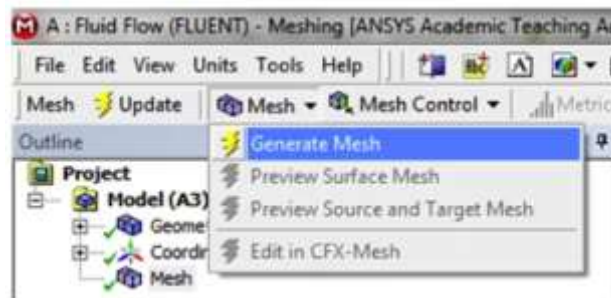 A : Fluid Flow (FLUENT) - Meshing [ANSYS Academic Teaching
File Edit View Units Tools Help
Mesh Update Mesh Mesh Control Metric
Outline
Generate Mesh
Project
Preview Surface Mesh
Model (A3)
Preview Source and Target Mesh
Geome
Coordin
Edit in CFX-Mesh
Mesh